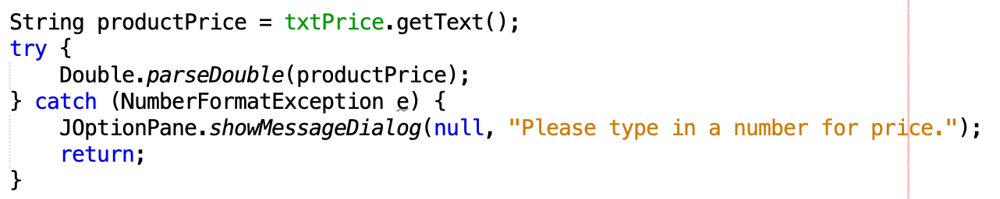 String productPrice = txtPrice.getText();
try {
    Double.parseDouble(productPrice);
} catch (NumberFormatException e) {
    JOptionPane.showMessageDialog(null, "Please type in a number for price.");
    return;
}